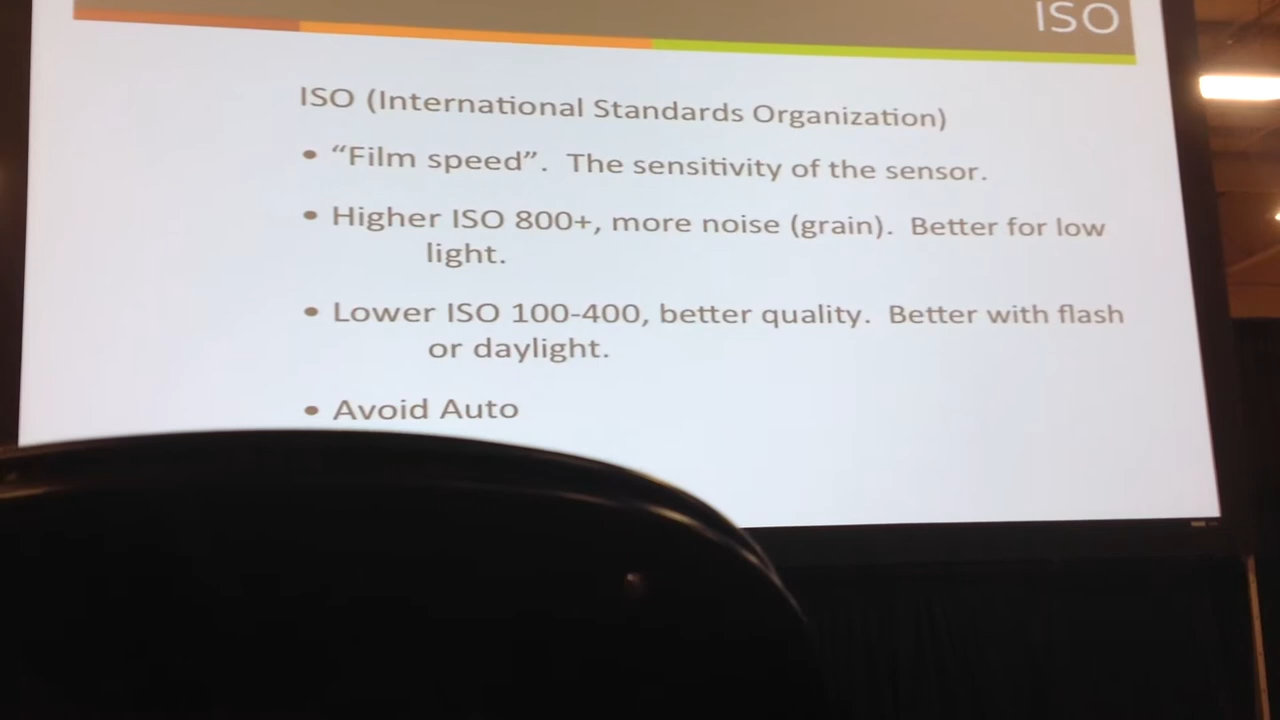 ISO
ISO (International Standards Organization)
• “Film speed”.  The sensitivity of the sensor.
• Higher ISO 800+, more noise (grain).  Better for low
light.
• Lower ISO 100-400, better quality.  Better with flash
or daylight.
• Avoid Auto